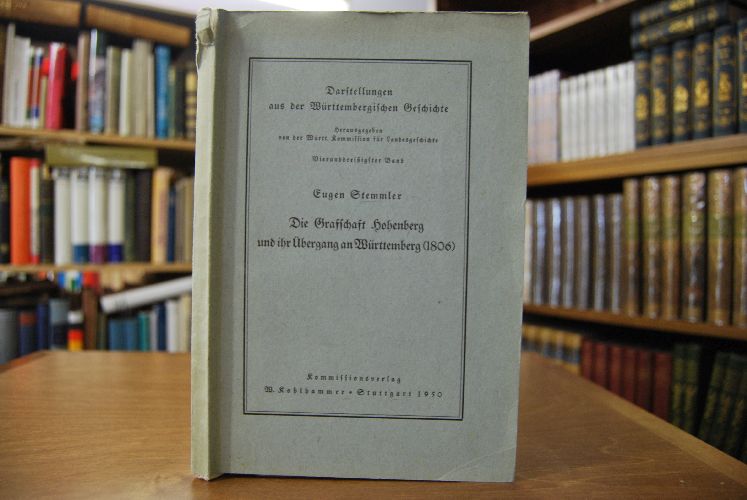 Darstellungen
aus der Württembergischen Geschichte
Herausgegeben
von der Württ. Kommission für Landesgeschichte
Vierunddreißigster Band
Eugen Stemmler
Die Grafschaft Hohenberg
und ihr Übergang an Württemberg (1806)
Kommissionsverlag
W. Kohlhammer • Stuttgart 1950